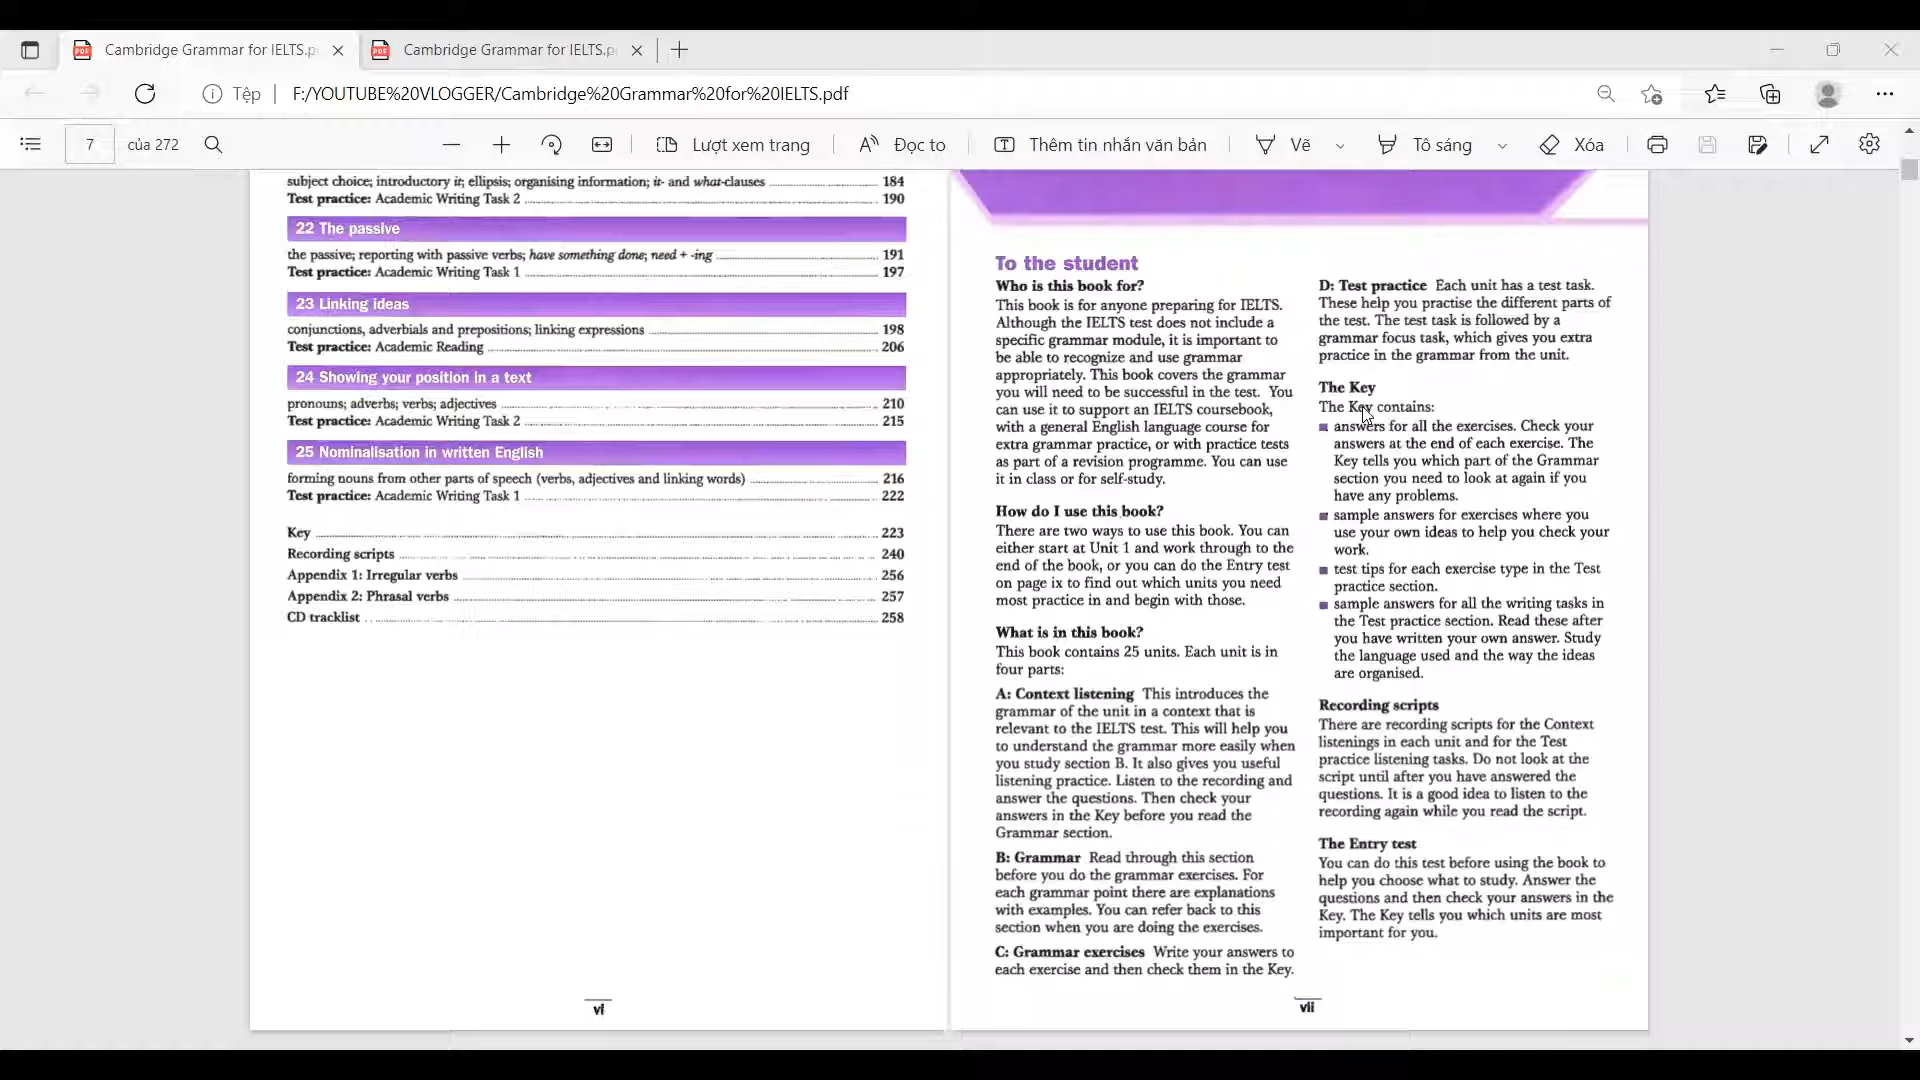 Cambridge Grammar for IELTS.p
Cambridge Grammar for IELTS.p
Tệp
F:/YOUTUBE%20VLOGGER/Cambridge%20Grammar%20for%20IELTS.pdf
7 của 272
Lượt xem trang
Đọc to
Thêm tin nhắn văn bản
Vẽ
Tô sáng
Xóa
subject choice; introductory it; ellipsis; organising information; it- and what-clauses 184
Test practice: Academic Writing Task 2 190
22 The passive
the passive; reporting with passive verbs; have something done; need + -ing 191
Test practice: Academic Writing Task 1 197
23 Linking ideas
conjunctions, adverbials and prepositions; linking expressions 198
Test practice: Academic Reading 206
24 Showing your position in a text
pronouns; adverbs; verbs; adjectives 210
Test practice: Academic Writing Task 2 215
25 Nominalisation in written English
forming nouns from other parts of speech (verbs, adjectives and linking words) 216
Test practice: Academic Writing Task 1 222
Key 223
Recording scripts 240
Appendix 1: Irregular verbs 256
Appendix 2: Phrasal verbs 257
CD tracklist 258
vi
To the student
Who is this book for?
This book is for anyone preparing for IELTS.
Although the IELTS test does not include a
specific grammar module, it is important to
be able to recognize and use grammar
appropriately. This book covers the grammar
you will need to be successful in the test. You
can use it to support an IELTS coursebook,
with a general English language course for
extra grammar practice, or with practice tests
as part of a revision programme. You can use
it in class or for self-study.
How do I use this book?
There are two ways to use this book. You can
either start at Unit 1 and work through to the
end of the book, or you can do the Entry test
on page ix to find out which units you need
most practice in and begin with those.
What is in this book?
This book contains 25 units. Each unit is in
four parts:
A: Context listening This introduces the
grammar of the unit in a context that is
relevant to the IELTS test. This will help you
to understand the grammar more easily when
you study section B. It also gives you useful
listening practice. Listen to the recording and
answer the questions. Then check your
answers in the Key before you read the
Grammar section.
B: Grammar Read through this section
before you do the grammar exercises. For
each grammar point there are explanations
with examples. You can refer back to this
section when you are doing the exercises.
C: Grammar exercises Write your answers to
each exercise and then check them in the Key.
D: Test practice Each unit has a test task.
These help you practise the different parts of
the test. The test task is followed by a
grammar focus task, which gives you extra
practice in the grammar from the unit.
The Key
The Key contains:
answers for all the exercises. Check your
answers at the end of each exercise. The
Key tells you which part of the Grammar
section you need to look at again if you
have any problems.
sample answers for exercises where you
use your own ideas to help you check your
work.
test tips for each exercise type in the Test
practice section.
sample answers for all the writing tasks in
the Test practice section. Read these after
you have written your own answer. Study
the language used and the way the ideas
are organised.
Recording scripts
There are recording scripts for the Context
listenings in each unit and for the Test
practice listening tasks. Do not look at the
script until after you have answered the
questions. It is a good idea to listen to the
recording again while you read the script.
The Entry test
You can do this test before using the book to
help you choose what to study. Answer the
questions and then check your answers in the
Key. The Key tells you which units are most
important for you.
vii